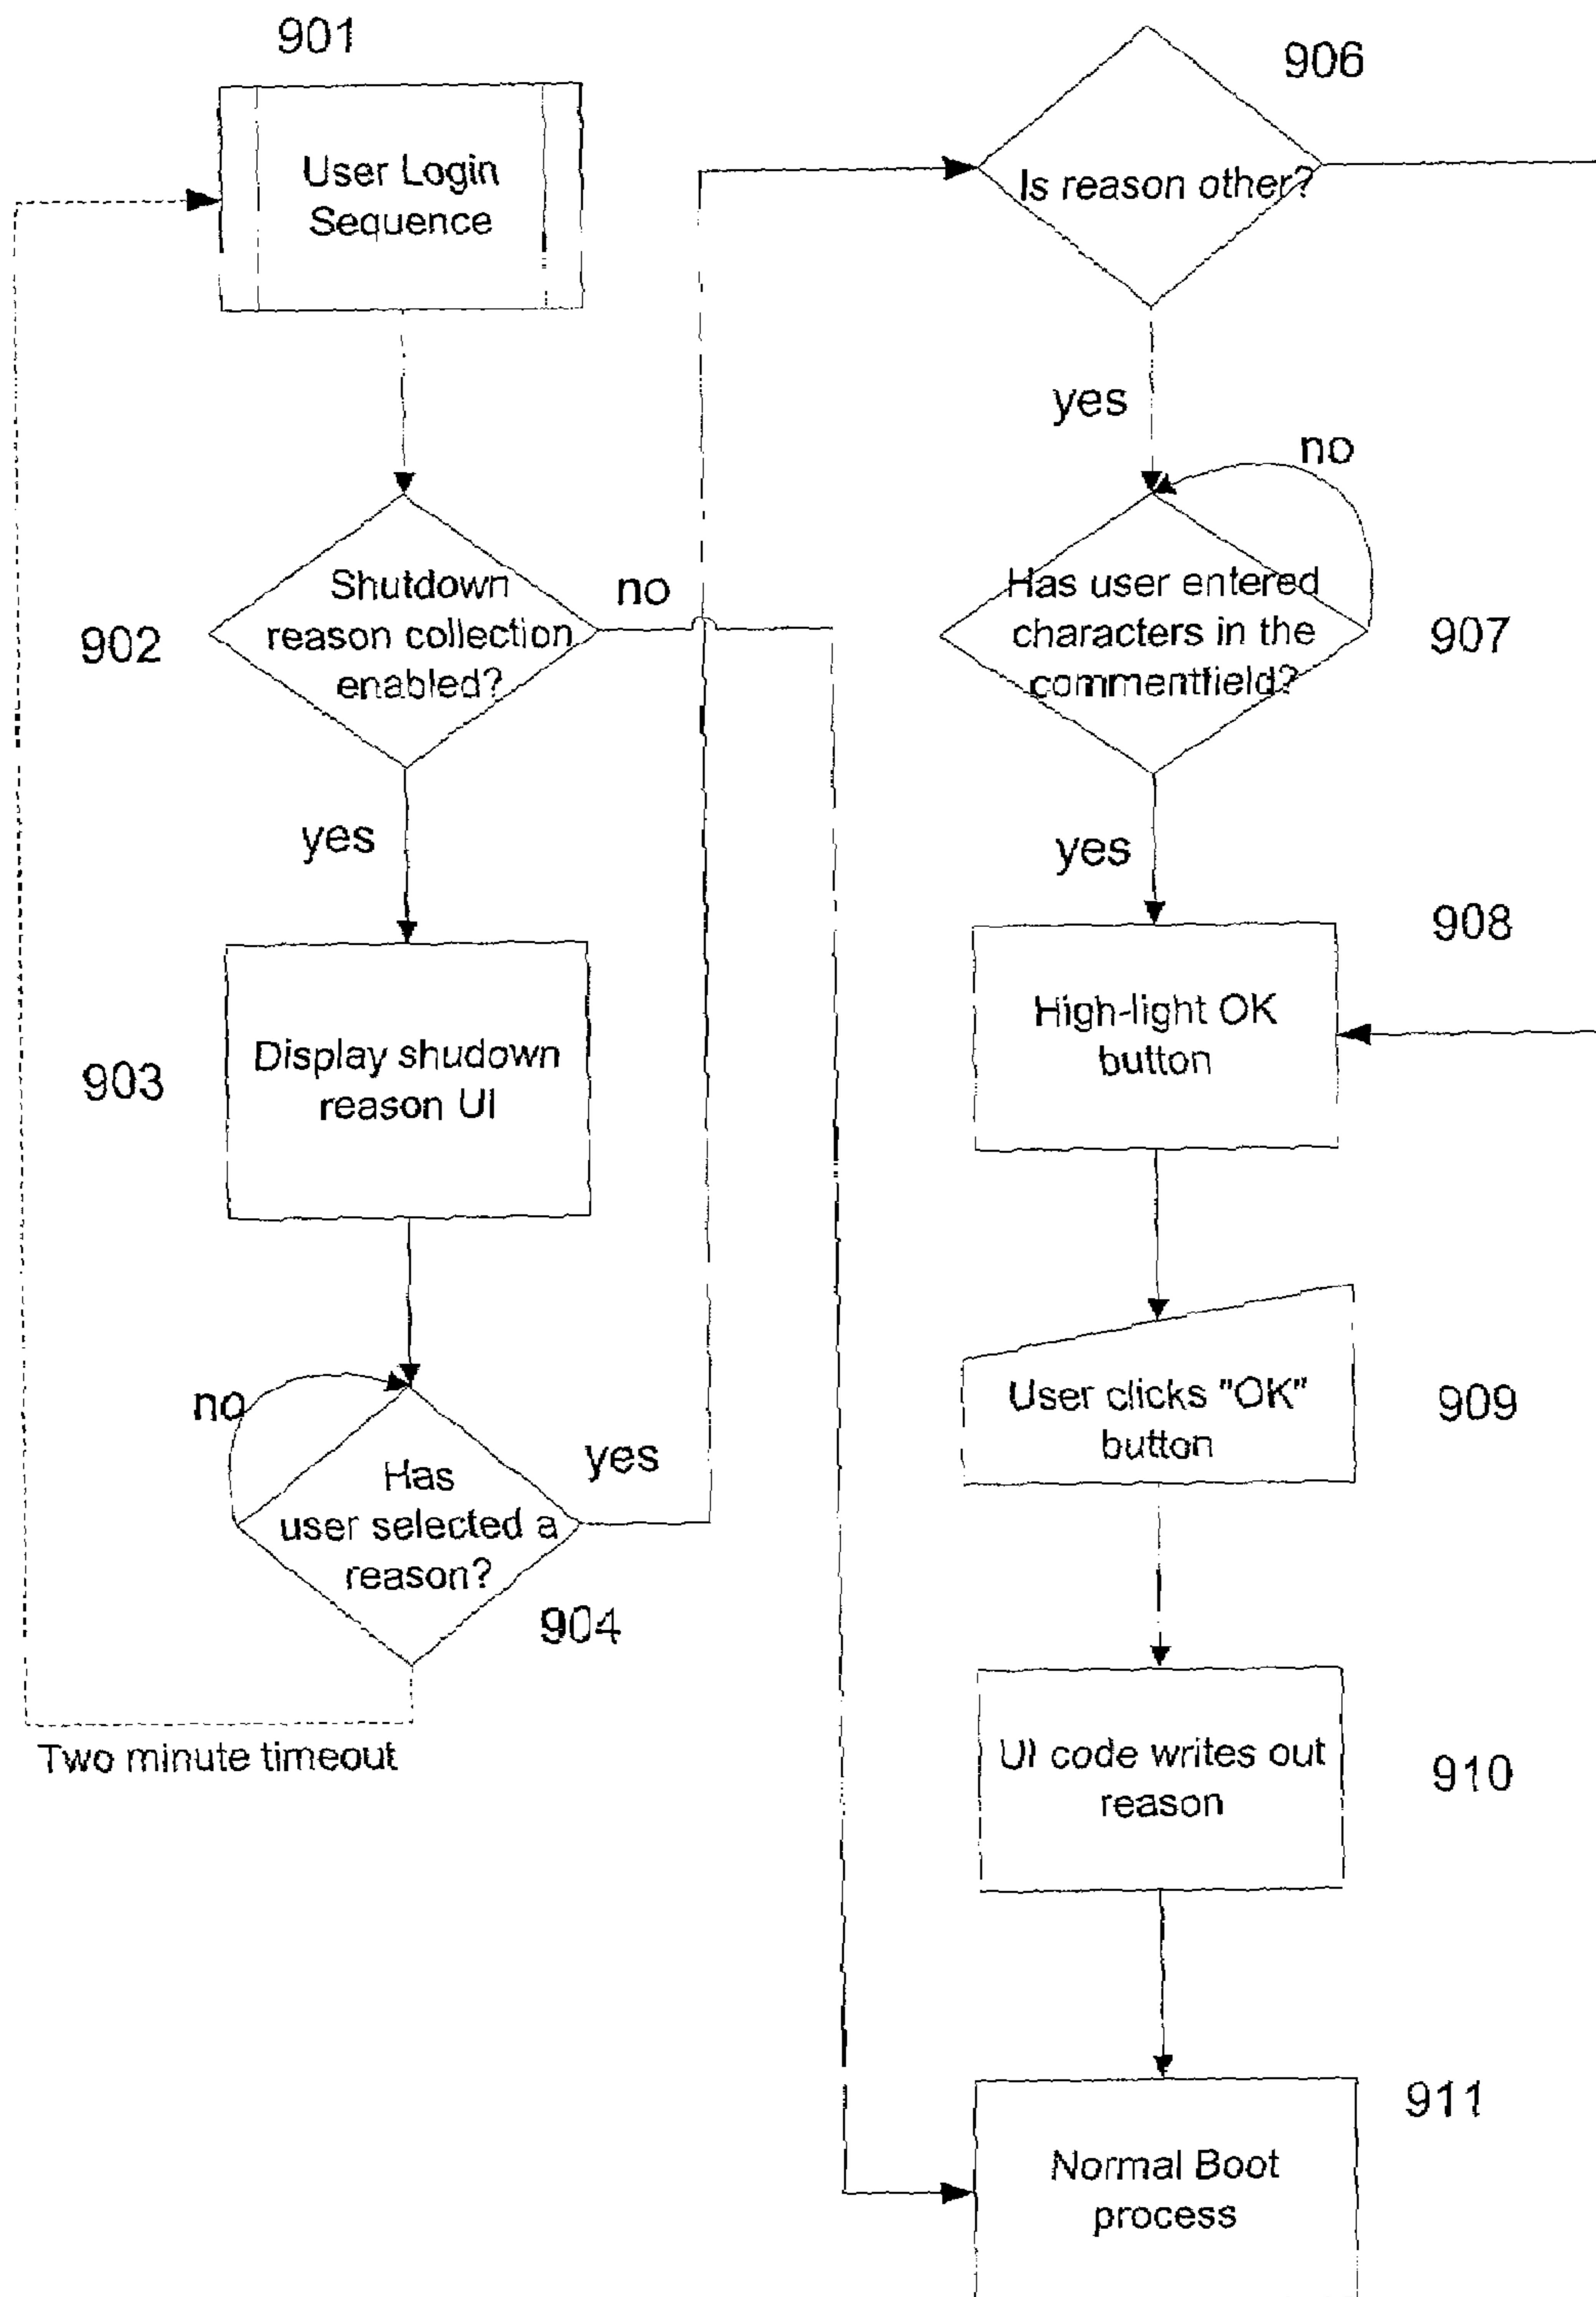 901
User Login
Sequence
902
Shutdown
reason collection
enabled?
no
yes
903
Display shudown
reason UI
no
Has
user selected a
reason?
yes
904
Two minute timeout
906
Is reason other?
yes
no
Has user entered
characters in the
commentfield?
907
yes
908
High-light OK
button
User clicks "OK"
button
909
UI code writes out
reason
910
911
Normal Boot
process